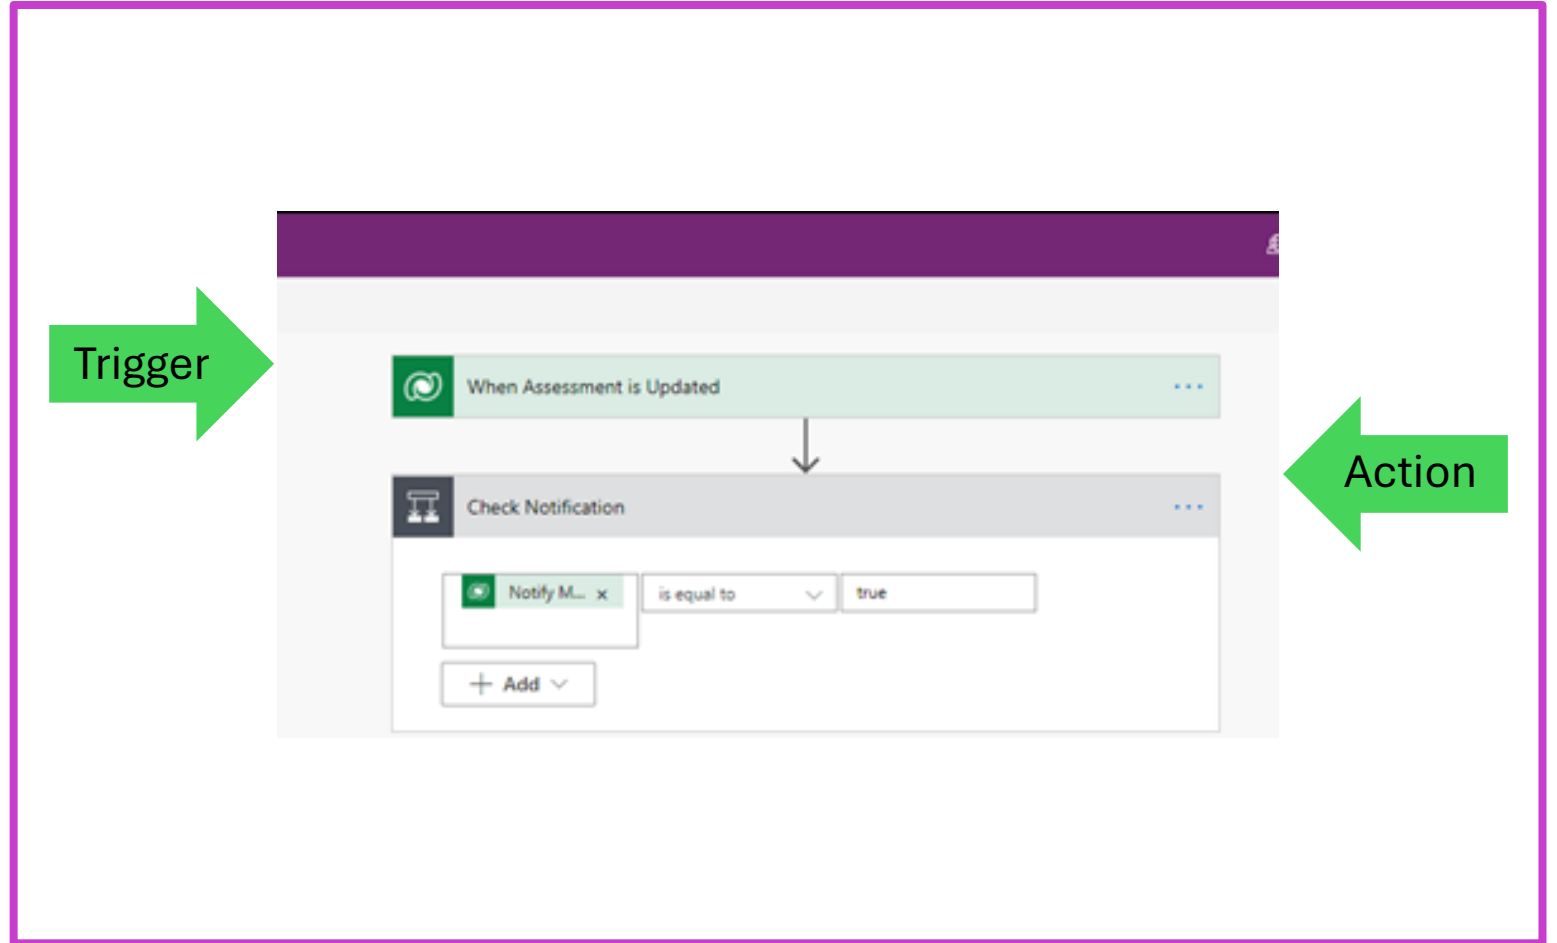 Trigger
When Assessment is Updated
Action
Check Notification
Notify M... x
is equal to
true
+ Add